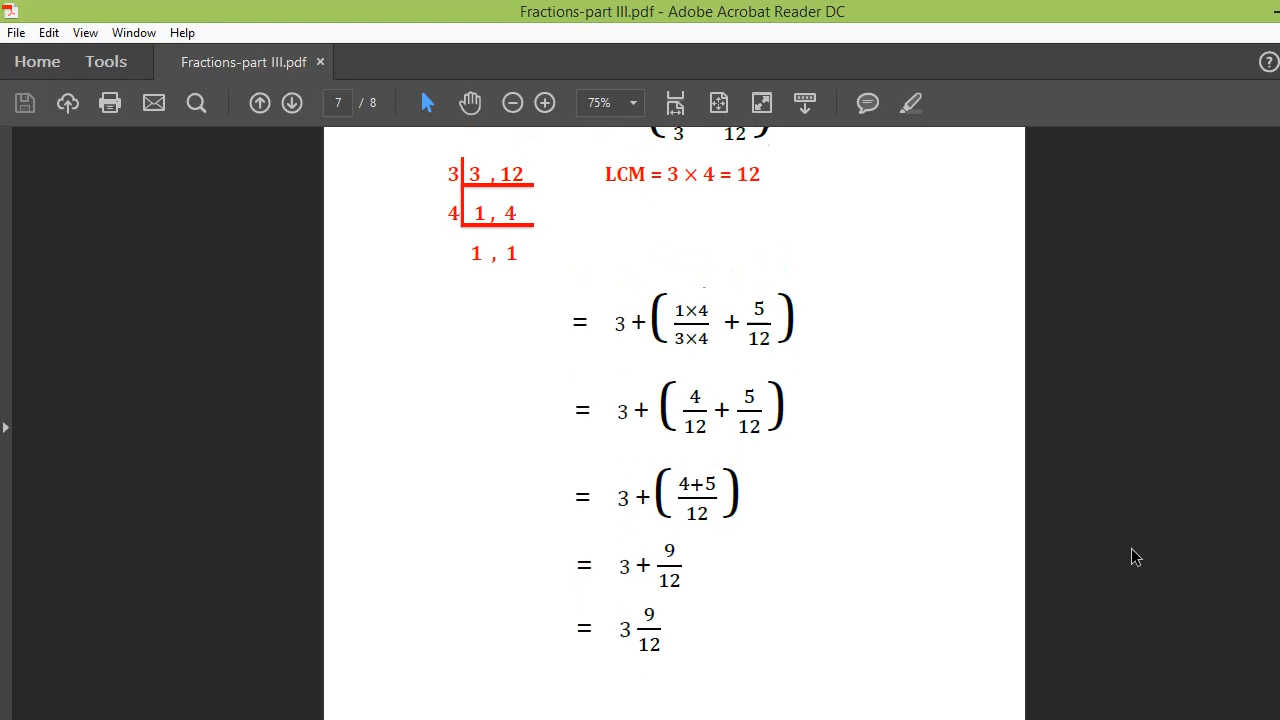 Fractions-part III.pdf - Adobe Acrobat Reader DC
File Edit View Window Help
Home Tools Fractions-part III.pdf ×
7 / 8 75%
3 12
3 3 , 12 LCM = 3 × 4 = 12
4 1 , 4
1 , 1
= 3 + ( 1×4/3×4 + 5/12 )
= 3 + ( 4/12 + 5/12 )
= 3 + ( 4+5/12 )
= 3 + 9/12
= 3 9/12